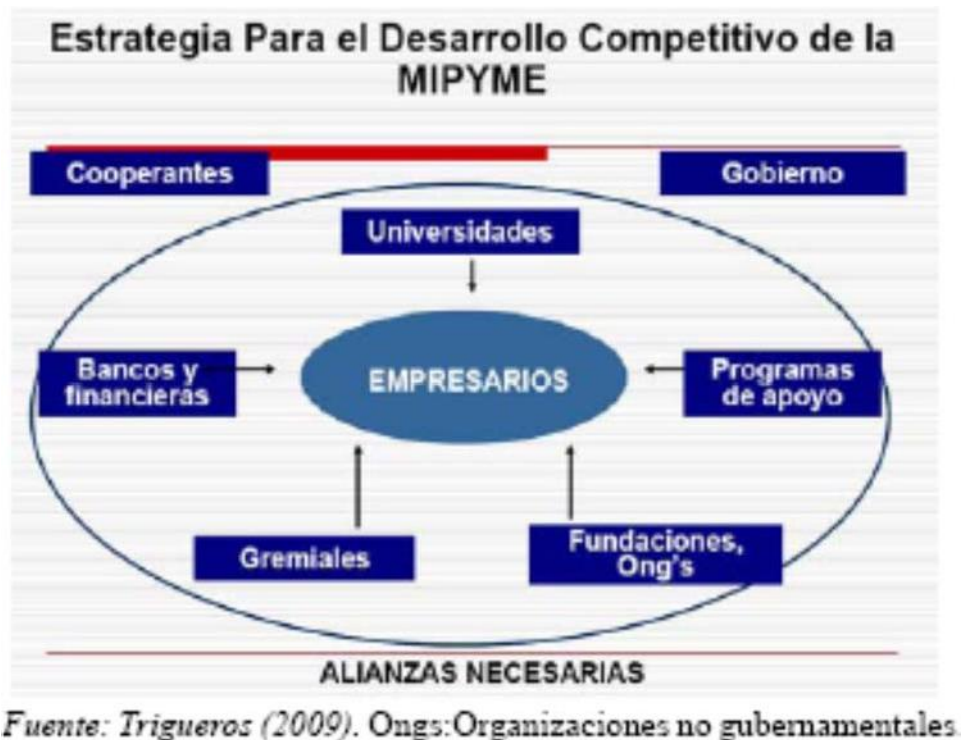 Estrategia Para el Desarrollo Competitivo de la
MIPYME
Cooperantes
Gobierno
Universidades
Bancos y
financieras
EMPRESARIOS
Programas
de apoyo
Gremiales
Fundaciones,
Ong's
ALIANZAS NECESARIAS
Fuente: Trigueros (2009). Ongs:Organizaciones no gubernamentales.